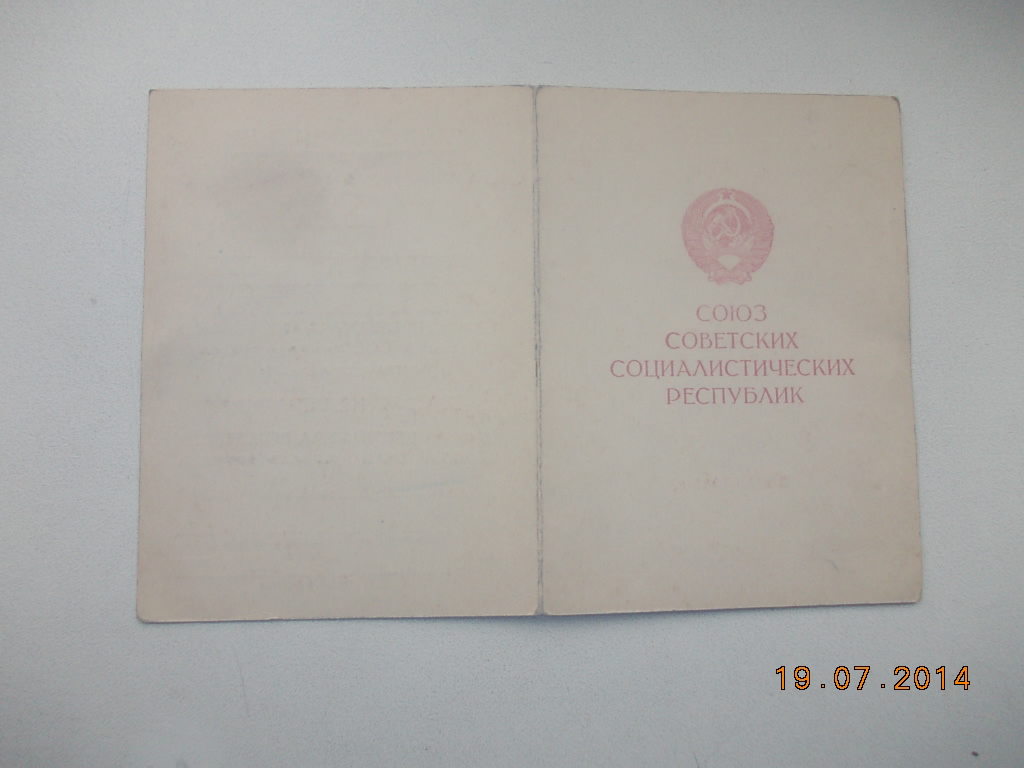 СОЮЗ
СОВЕТСКИХ
СОЦИАЛИСТИЧЕСКИХ
РЕСПУБЛИК
19.07.2014